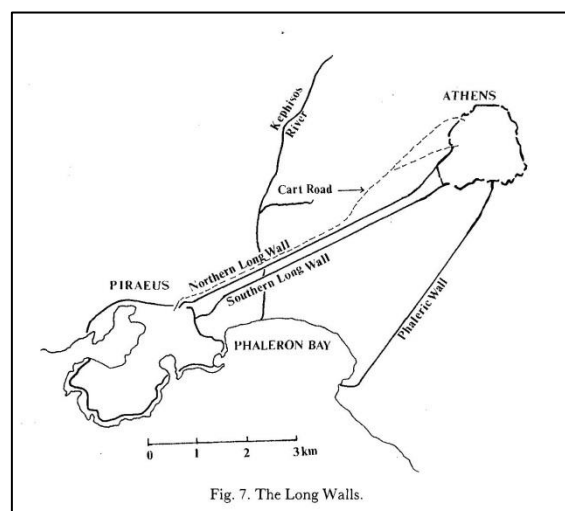 ATHENS
Kephisos
River
Cart Road
Northern Long Wall
PIRAEUS
Southern Long Wall
Phaleric Wall
PHALERON BAY
0 1 2 3 km
Fig. 7. The Long Walls.